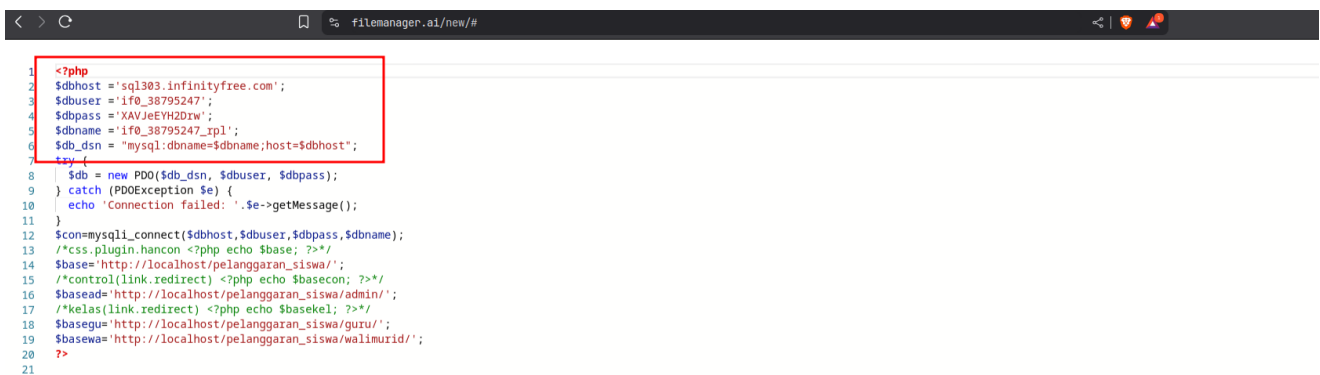 filemanager.ai/new/#
1 <?php
2 $dbhost ='sql303.infinityfree.com';
3 $dbuser ='if0_38795247';
4 $dbpass ='XAVJeEYH2Drw';
5 $dbname ='if0_38795247_rpl';
6 $db_dsn = "mysql:dbname=$dbname;host=$dbhost";
7 try {
8 $db = new PDO($db_dsn, $dbuser, $dbpass);
9 } catch (PDOException $e) {
10 echo 'Connection failed: '.$e->getMessage();
11 }
12 $con=mysqli_connect($dbhost,$dbuser,$dbpass,$dbname);
13 /*css.plugin.hancon <?php echo $base; ?>*/
14 $base='http://localhost/pelanggaran_siswa/';
15 /*control(link.redirect) <?php echo $basecon; ?>*/
16 $basead='http://localhost/pelanggaran_siswa/admin/';
17 /*kelas(link.redirect) <?php echo $basekel; ?>*/
18 $basegu='http://localhost/pelanggaran_siswa/guru/';
19 $basewa='http://localhost/pelanggaran_siswa/walimurid/';
20 ?>
21